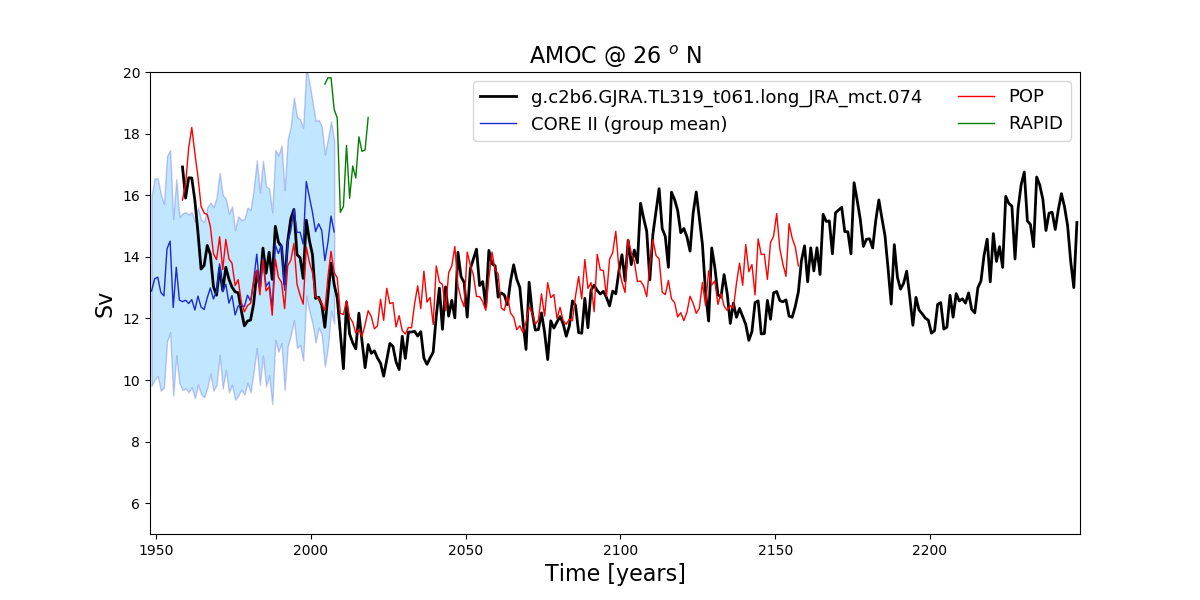 AMOC @ 26 o N
g.c2b6.GJRA.TL319_t061.long_JRA_mct.074
CORE II (group mean)
POP
RAPID
20
18
16
14
12
10
8
6
Sv
1950
2000
2050
2100
2150
2200
Time [years]